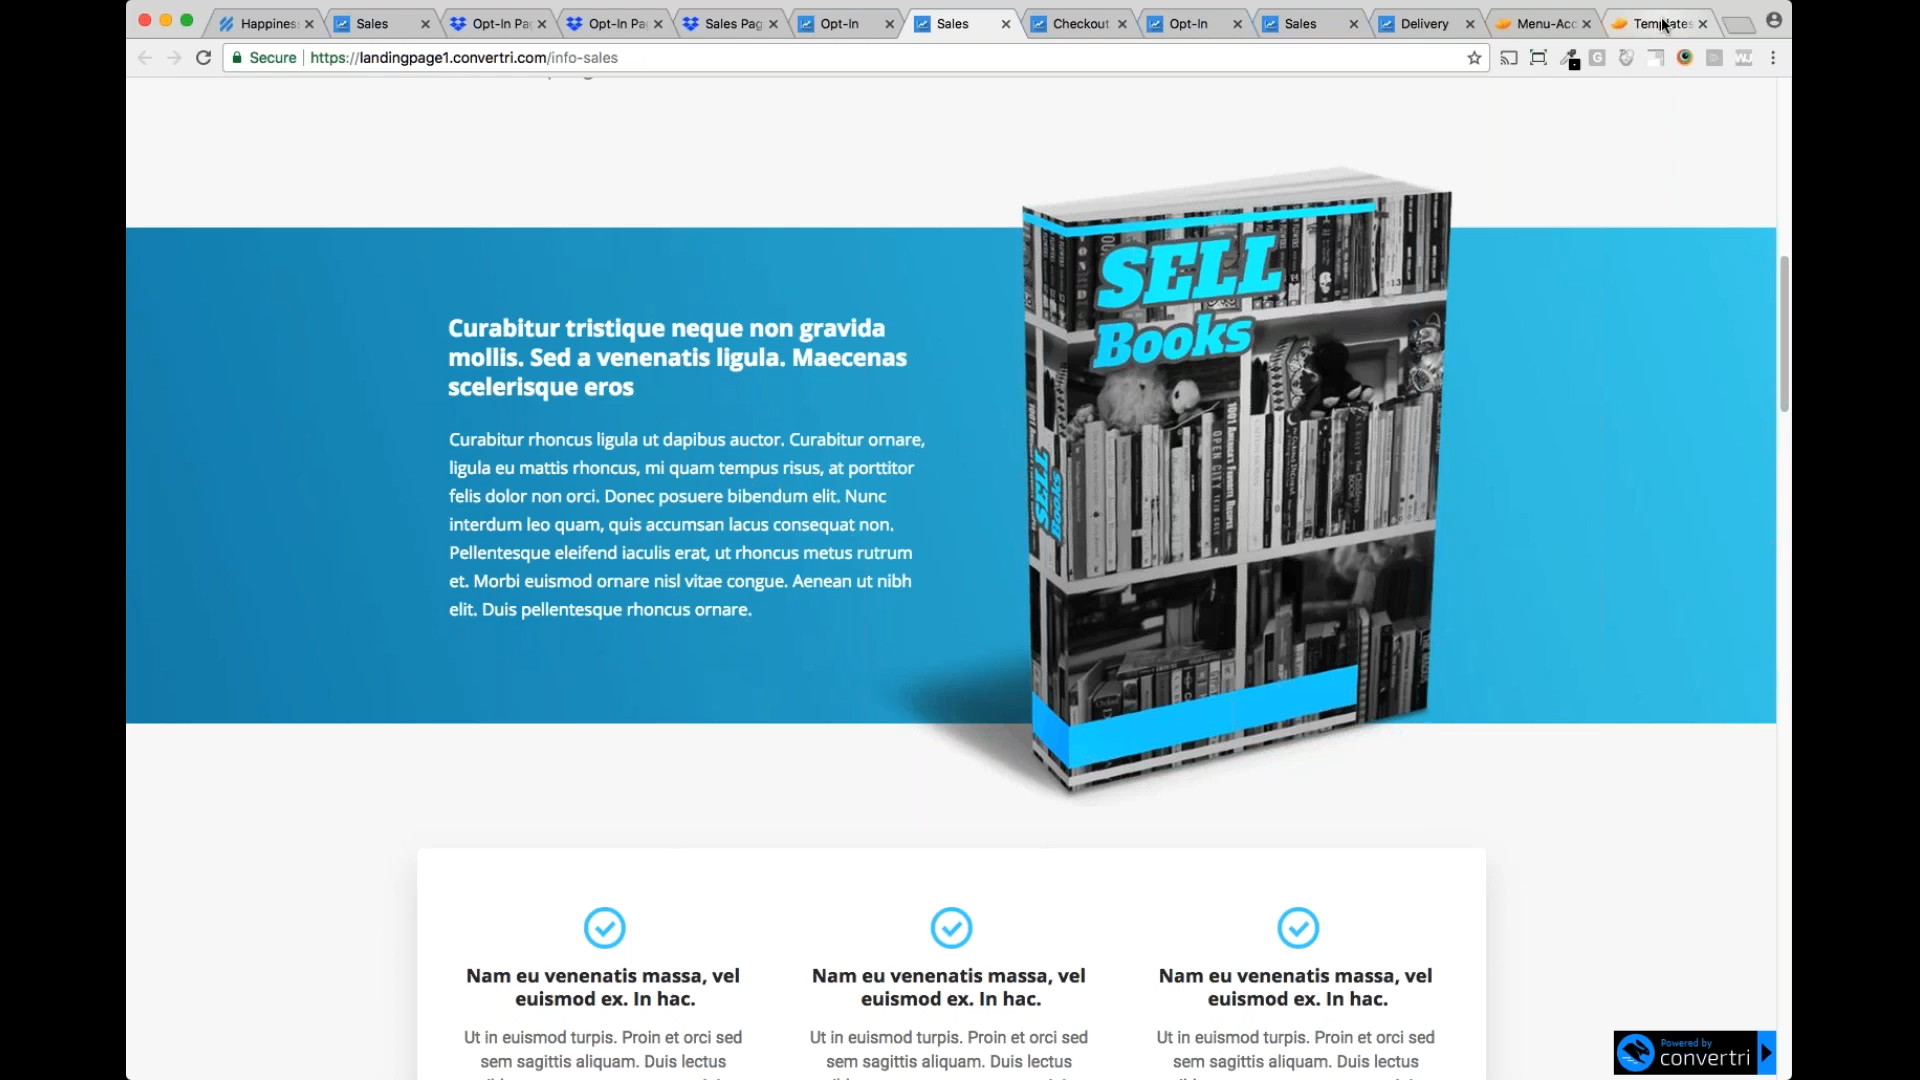 Happiness
Sales
Opt-In Pag
Opt-In Pag
Sales Pag
Opt-In
Sales
Checkout
Opt-In
Sales
Delivery
Menu-Acc
Templates
Secure
https://landingpage1.convertri.com/info-sales
SELL
Books
SELL
Books
Curabitur tristique neque non gravida
mollis. Sed a venenatis ligula. Maecenas
scelerisque eros
Curabitur rhoncus ligula ut dapibus auctor. Curabitur ornare,
ligula eu mattis rhoncus, mi quam tempus risus, at porttitor
felis dolor non orci. Donec posuere bibendum elit. Nunc
interdum leo quam, quis accumsan lacus consequat non.
Pellentesque eleifend iaculis erat, ut rhoncus metus rutrum
et. Morbi euismod ornare nisl vitae congue. Aenean ut nibh
elit. Duis pellentesque rhoncus ornare.
OPEN CITY
Nam eu venenatis massa, vel
euismod ex. In hac.
Ut in euismod turpis. Proin et orci sed
sem sagittis aliquam. Duis lectus
Nam eu venenatis massa, vel
euismod ex. In hac.
Ut in euismod turpis. Proin et orci sed
sem sagittis aliquam. Duis lectus
Nam eu venenatis massa, vel
euismod ex. In hac.
Ut in euismod turpis. Proin et orci sed
sem sagittis aliquam. Duis lectus
Powered by
convertri